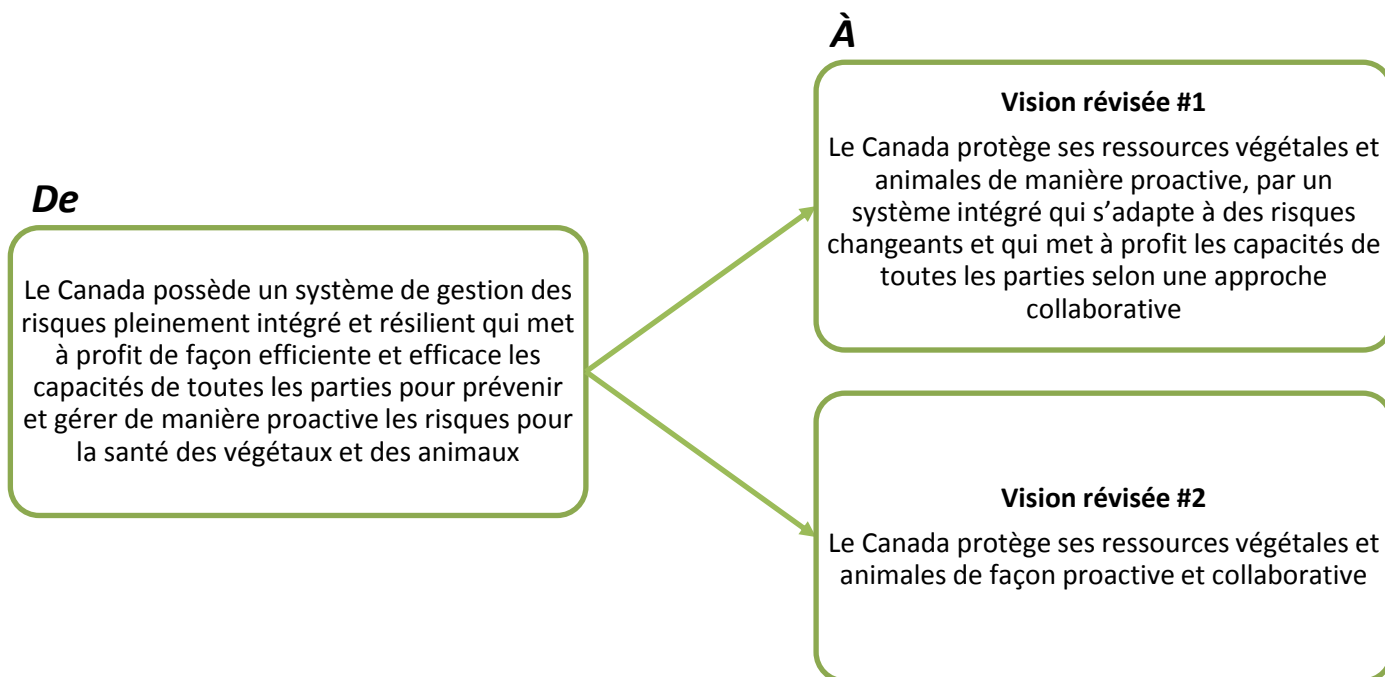 De
Le Canada possède un système de gestion des
risques pleinement intégré et résilient qui met
à profit de façon efficiente et efficace les
capacités de toutes les parties pour prévenir
et gérer de manière proactive les risques pour
la santé des végétaux et des animaux
À
Vision révisée #1
Le Canada protège ses ressources végétales et
animales de manière proactive, par un
système intégré qui s’adapte à des risques
changeants et qui met à profit les capacités de
toutes les parties selon une approche
collaborative
Vision révisée #2
Le Canada protège ses ressources végétales et
animales de façon proactive et collaborative